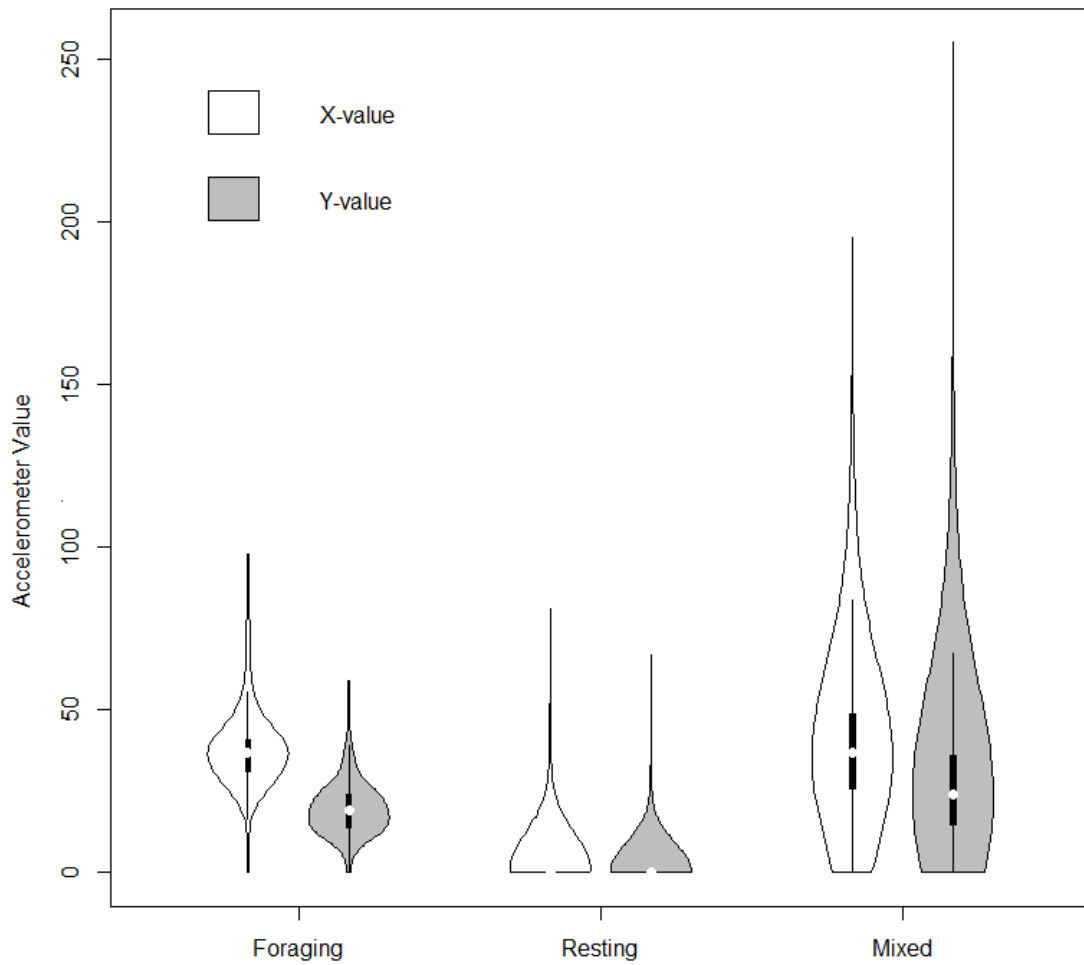 X-value
Y-value
250
200
150
100
50
0
Accelerometer Value
Foraging
Resting
Mixed